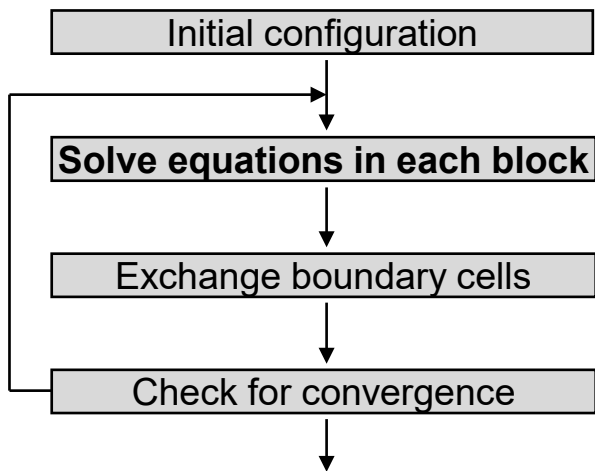 Initial configuration
Solve equations in each block
Exchange boundary cells
Check for convergence